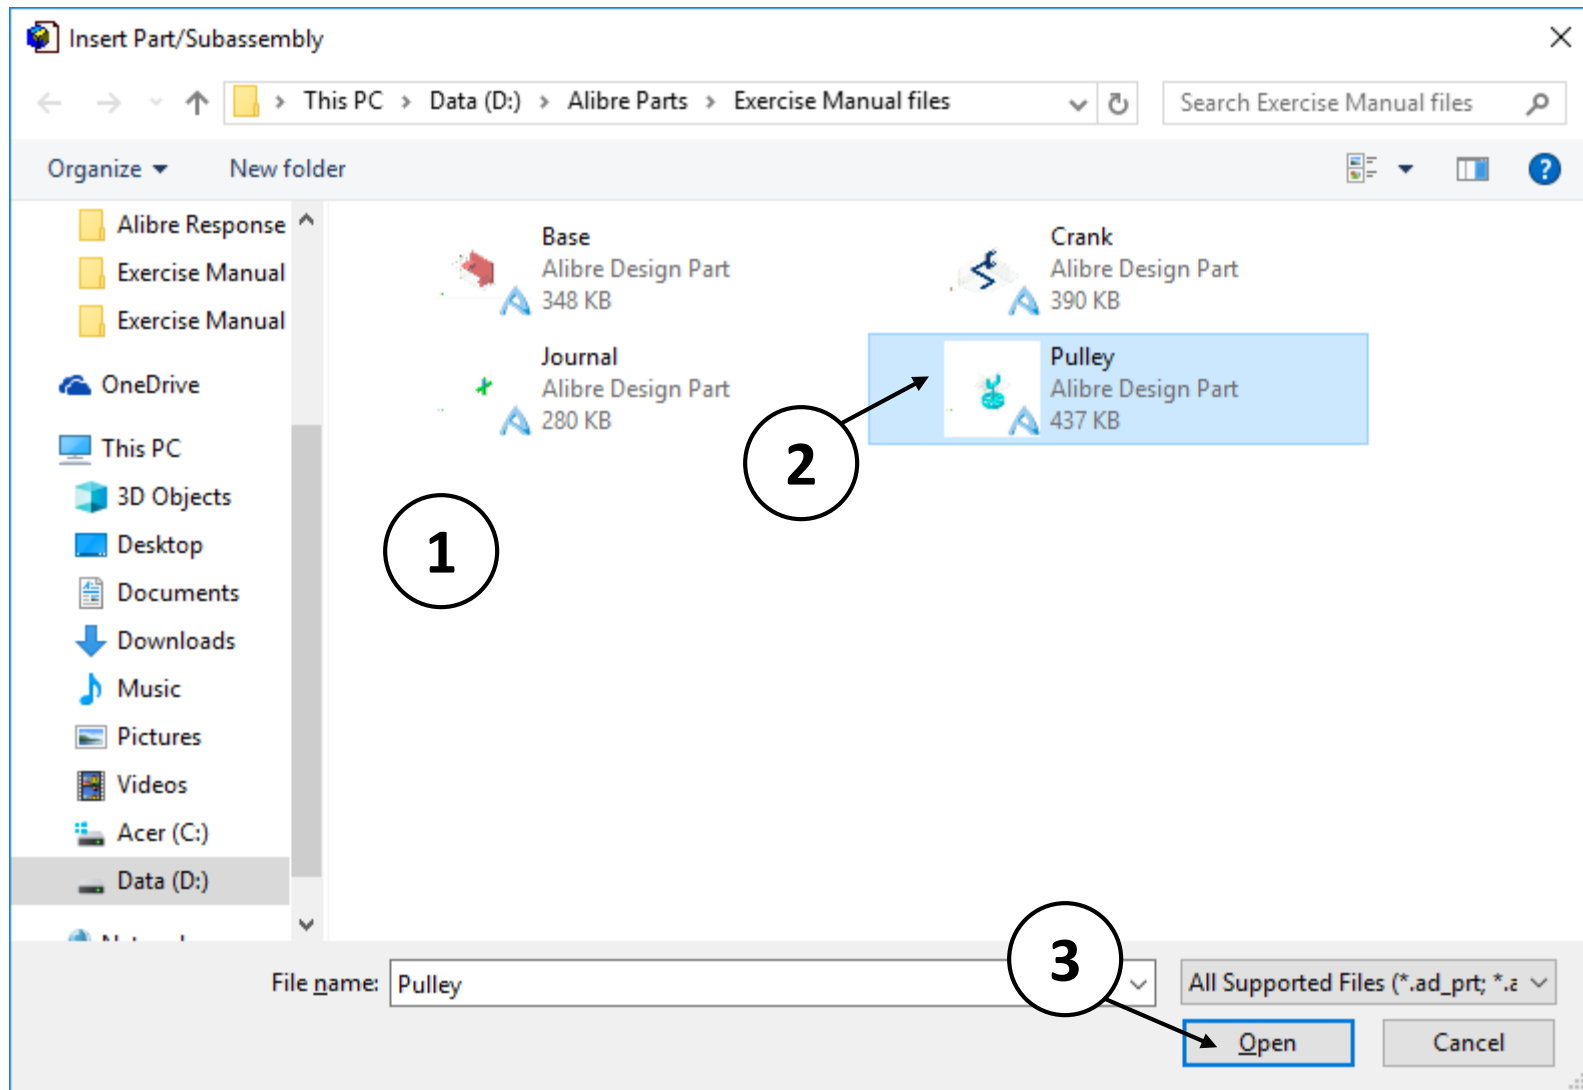 Insert Part/Subassembly
This PC > Data (D:) > Alibre Parts > Exercise Manual files
Search Exercise Manual files
Organize
New folder
Alibre Response
Exercise Manual
Exercise Manual
OneDrive
This PC
3D Objects
Desktop
Documents
Downloads
Music
Pictures
Videos
Acer (C:)
Data (D:)
Base
Alibre Design Part
348 KB
Crank
Alibre Design Part
390 KB
Journal
Alibre Design Part
280 KB
Pulley
Alibre Design Part
437 KB
2
1
3
File name: Pulley
All Supported Files (*.ad_prt; *.a
Open
Cancel